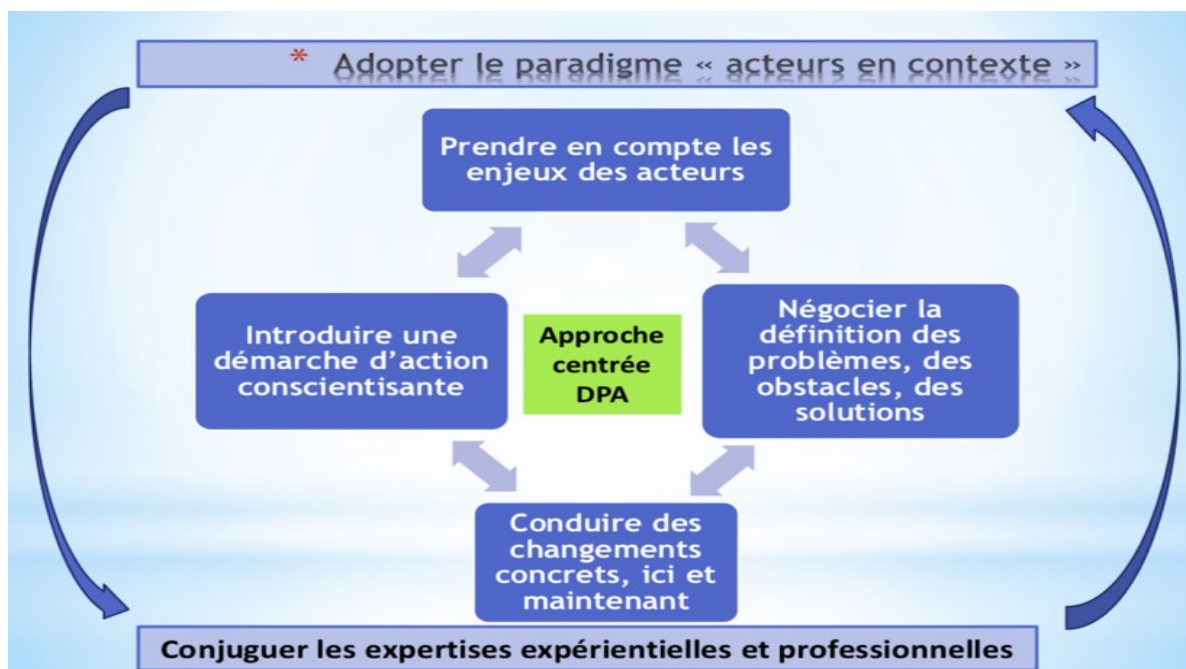 * Adopter le paradigme « acteurs en contexte »
Prendre en compte les
enjeux des acteurs
Introduire une
démarche d’action
conscientisante
Approche
centrée
DPA
Négocier la
définition des
problèmes, des
obstacles, des
solutions
Conduire des
changements
concrets, ici et
maintenant
Conjuguer les expertises expérientielles et professionnelles